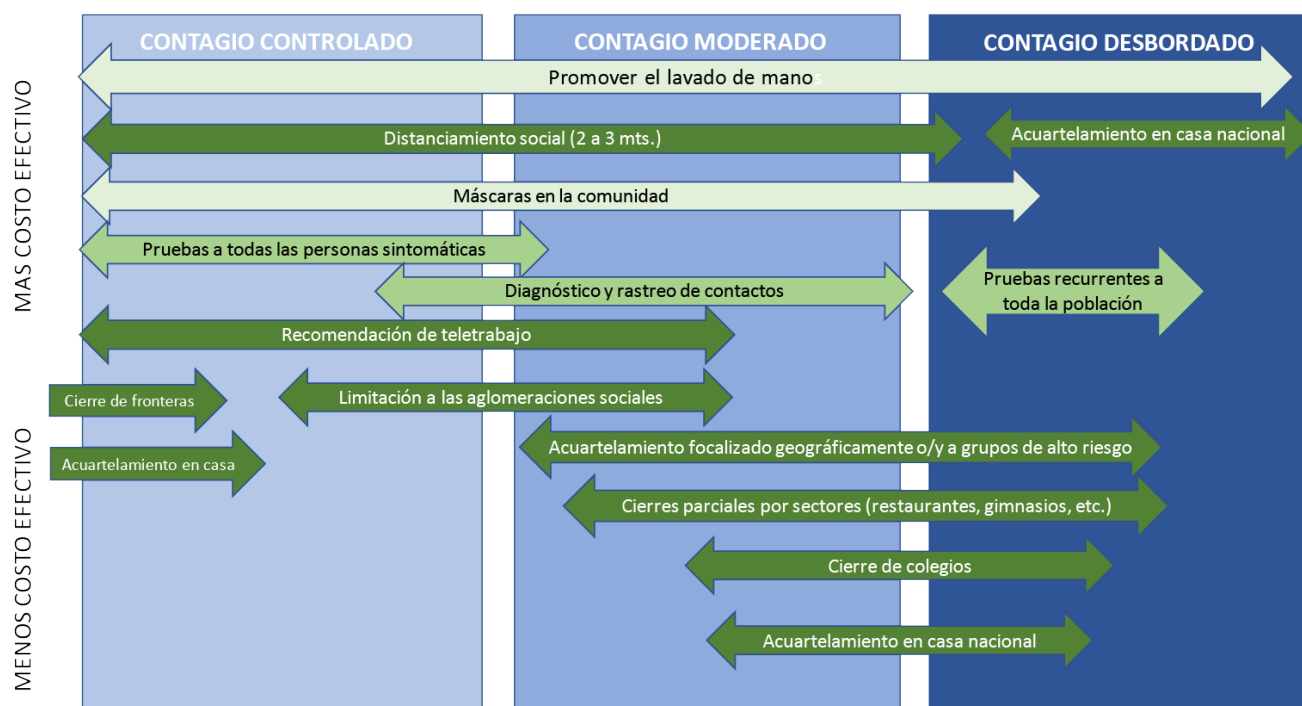 CONTAGIO CONTROLADO
CONTAGIO MODERADO
CONTAGIO DESBORDADO
MAS COSTO EFECTIVO
Promover el lavado de manos
Distanciamiento social (2 a 3 mts.)
Acuartelamiento en casa nacional
Máscaras en la comunidad
Pruebas a todas las personas sintomáticas
Diagnóstico y rastreo de contactos
Pruebas recurrentes a
toda la población
Recomendación de teletrabajo
MENOS COSTO EFECTIVO
Cierre de fronteras
Limitación a las aglomeraciones sociales
Acuartelamiento en casa
Acuartelamiento focalizado geográficamente o/y a grupos de alto riesgo
Cierres parciales por sectores (restaurantes, gimnasios, etc.)
Cierre de colegios
Acuartelamiento en casa nacional